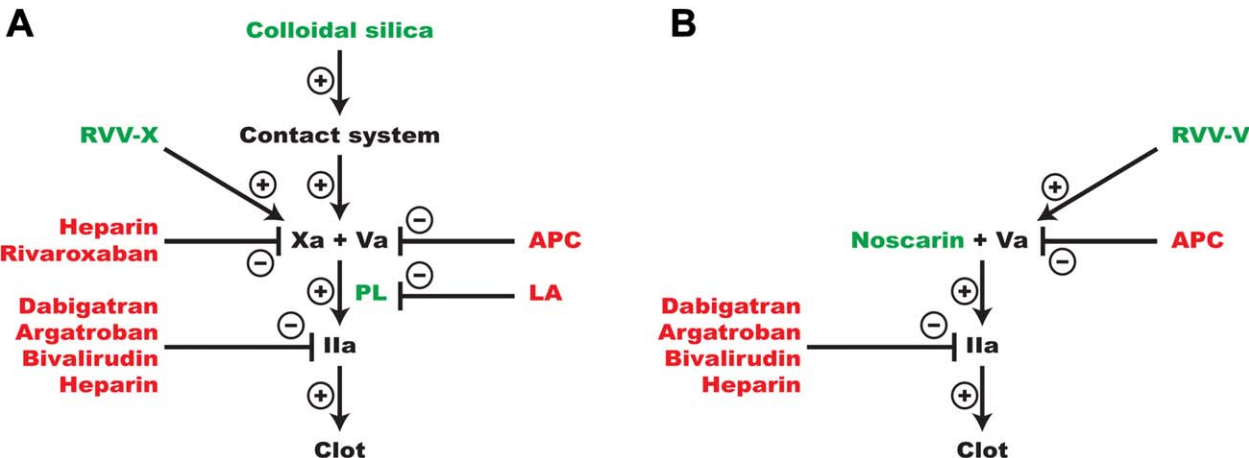 A
Colloidal silica
+
Contact system
RVV-X
+
+
Heparin
Rivaroxaban
−
Xa + Va
−
APC
+
PL
−
LA
Dabigatran
Argatroban
Bivalirudin
Heparin
−
IIa
+
Clot
B
RVV-V
+
Noscarin + Va
−
APC
+
Dabigatran
Argatroban
Bivalirudin
Heparin
−
IIa
+
Clot